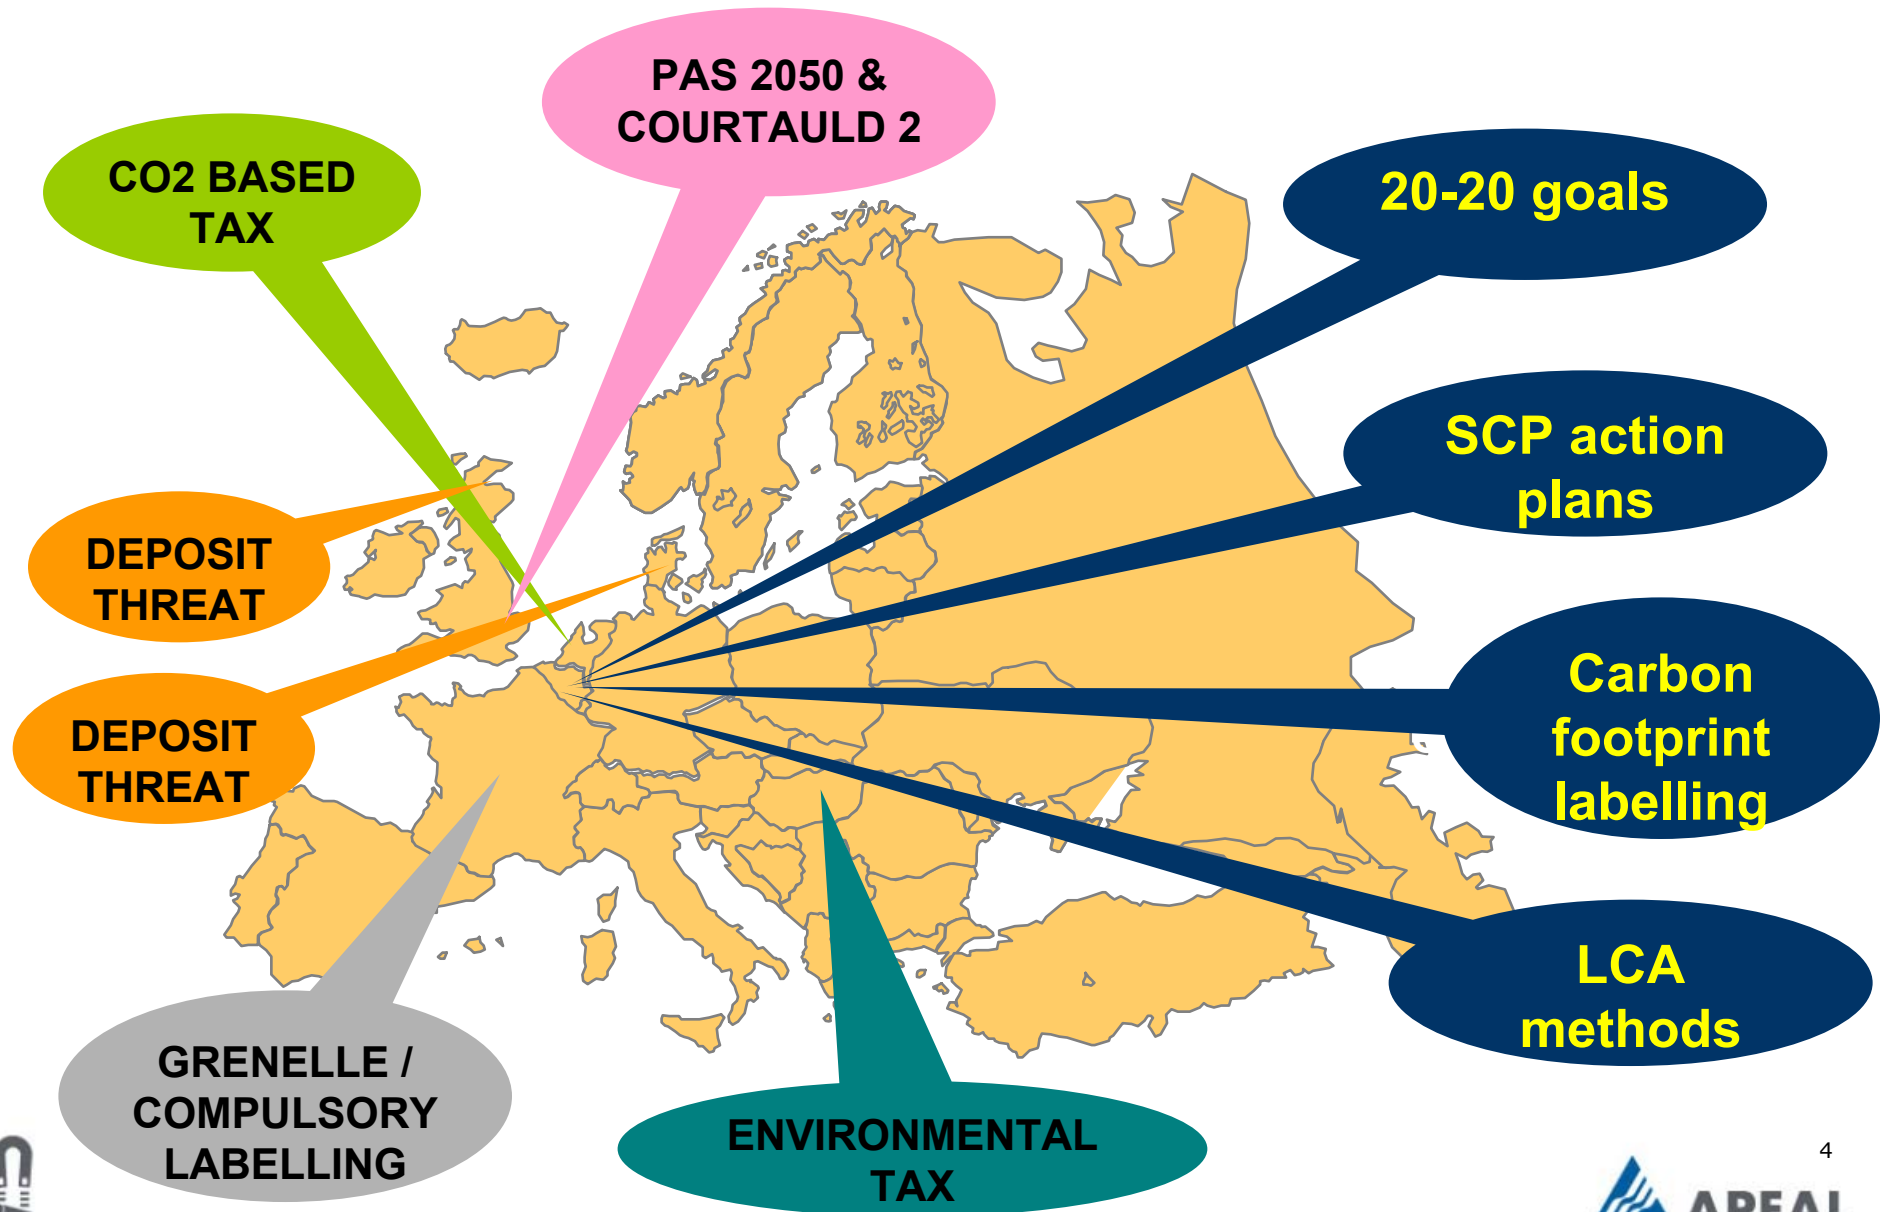 PAS 2050 &
COURTAULD 2
CO2 BASED
TAX
20-20 goals
SCP action
plans
DEPOSIT
THREAT
Carbon
footprint
labelling
DEPOSIT
THREAT
LCA
methods
GRENELLE /
COMPULSORY
LABELLING
ENVIRONMENTAL
TAX
4
APEAL